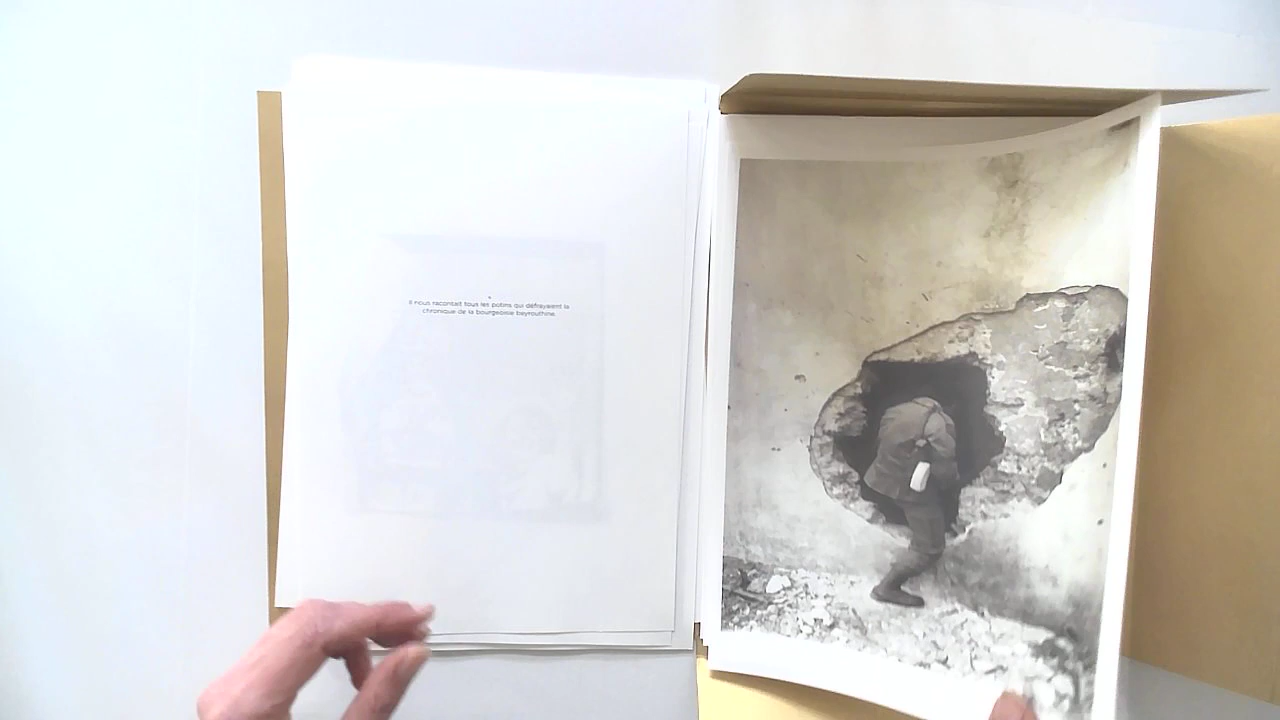 Il nous racontait tous les potins qui défrayaient la
chronique de la bourgeoisie beyrouthine.